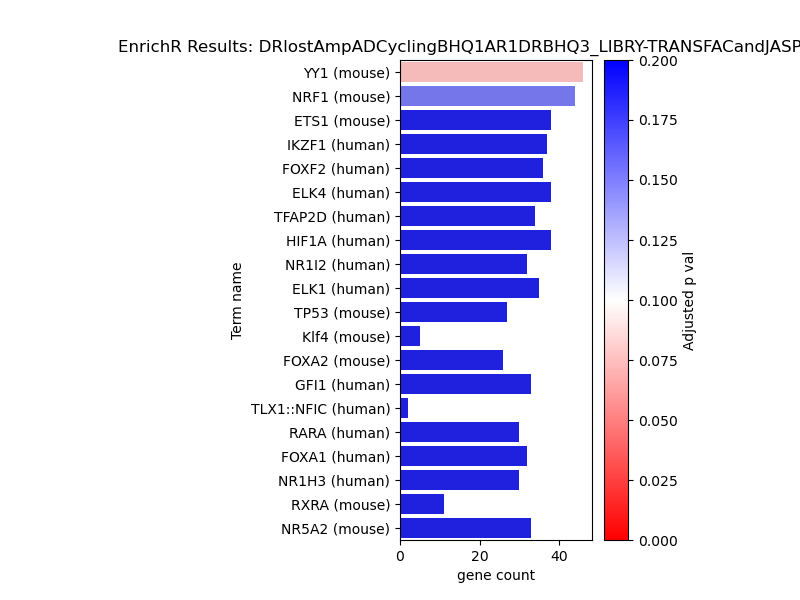 EnrichR Results: DRlostAmpADCyclingBHQ1AR1DRBHQ3_LIBRY-TRANSFACandJASP
Term name
YY1 (mouse)
NRF1 (mouse)
ETS1 (mouse)
IKZF1 (human)
FOXF2 (human)
ELK4 (human)
TFAP2D (human)
HIF1A (human)
NR1I2 (human)
ELK1 (human)
TP53 (mouse)
Klf4 (mouse)
FOXA2 (mouse)
GFI1 (human)
TLX1::NFIC (human)
RARA (human)
FOXA1 (human)
NR1H3 (human)
RXRA (mouse)
NR5A2 (mouse)
0 20 40
gene count
0.200
0.175
0.150
0.125
0.100
0.075
0.050
0.025
0.000
Adjusted p val